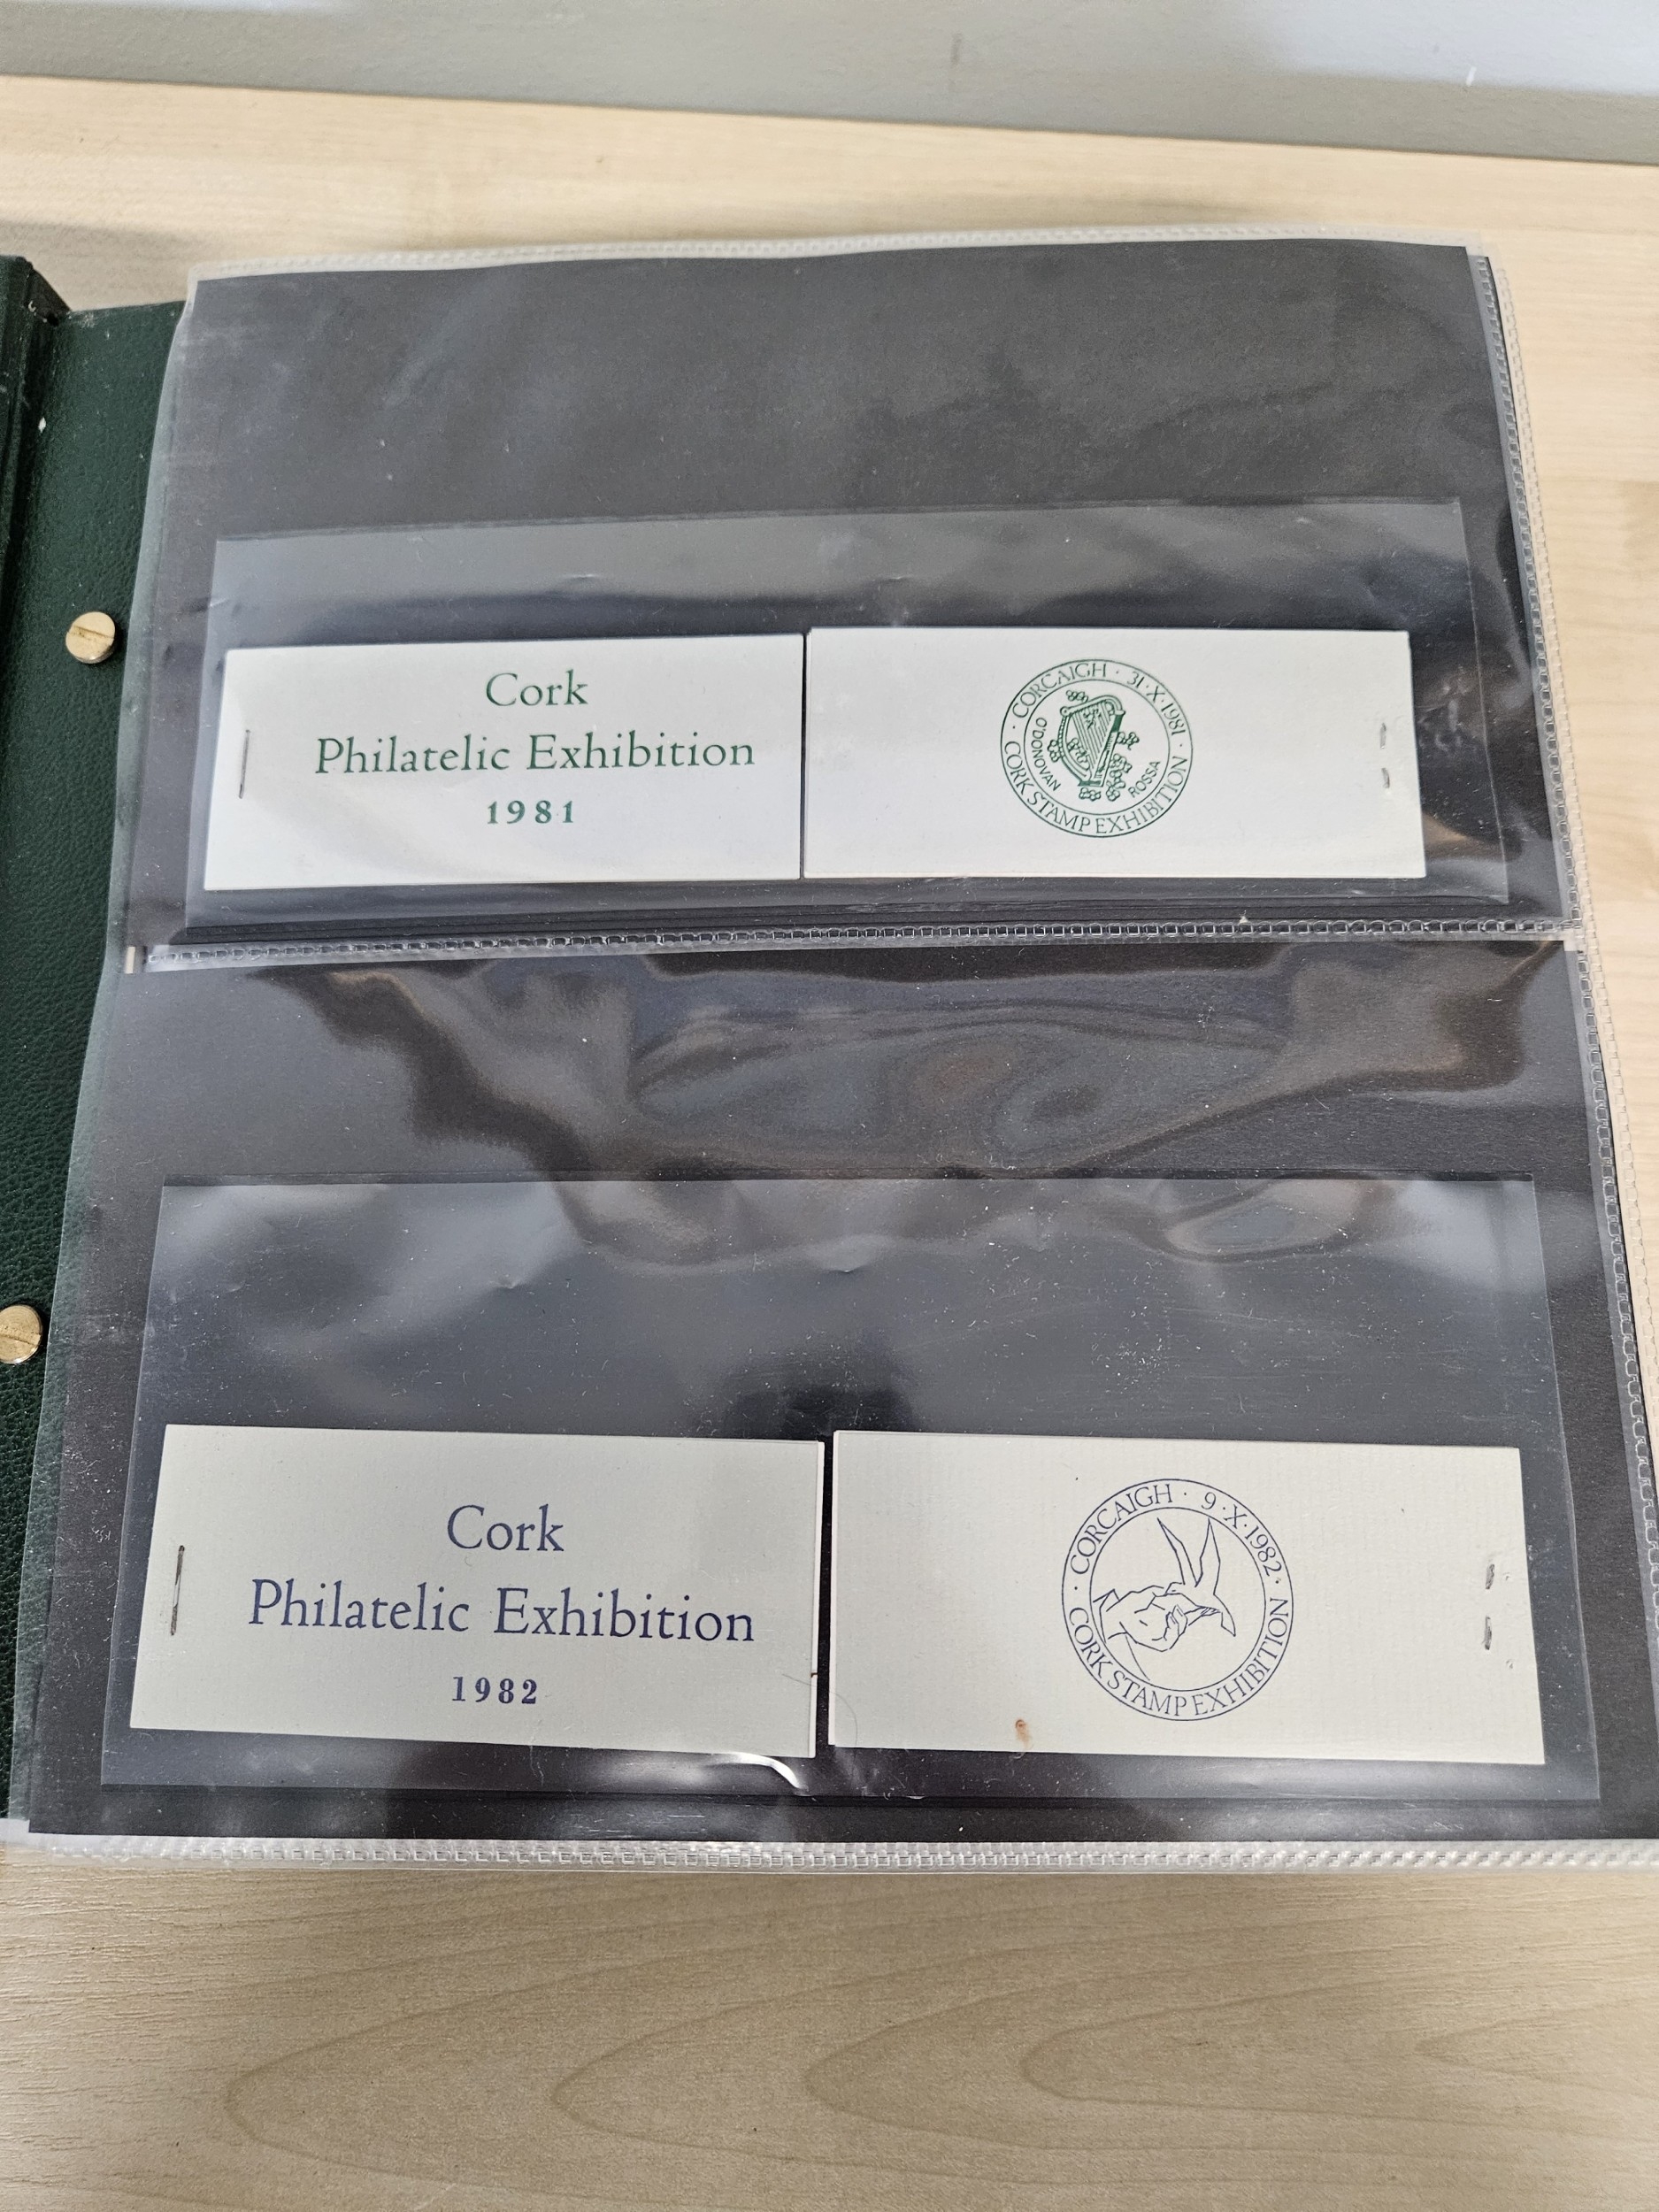 Cork
Philatelic Exhibition
1981
· CORCAIGH · 31·X·1981 ·
CORK STAMP EXHIBITION
O'DONOVAN ROSSA
Cork
Philatelic Exhibition
1982
· CORCAIGH · 9·X·1982 ·
CORK STAMP EXHIBITION